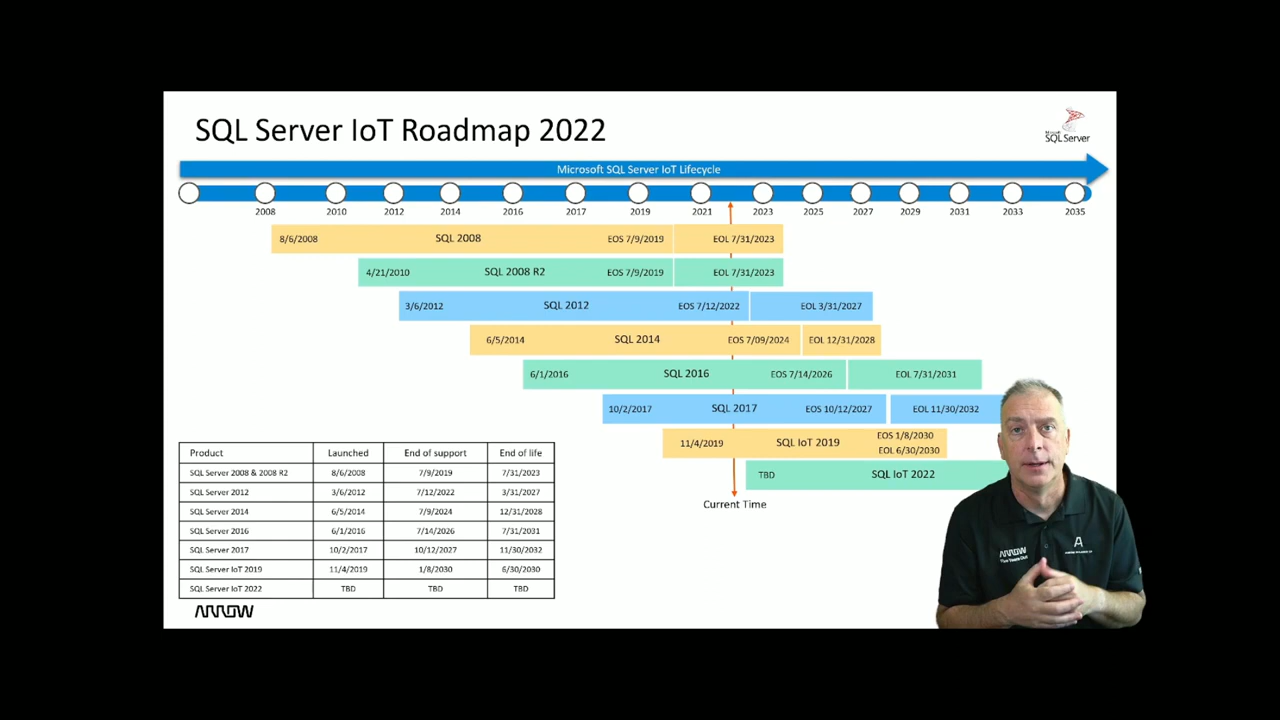 SQL Server IoT Roadmap 2022
Microsoft
SQL Server
Microsoft SQL Server IoT Lifecycle
2008 2010 2012 2014 2016 2017 2019 2021 2023 2025 2027 2029 2031 2033 2035
8/6/2008 SQL 2008 EOS 7/9/2019 EOL 7/31/2023
4/21/2010 SQL 2008 R2 EOS 7/9/2019 EOL 7/31/2023
3/6/2012 SQL 2012 EOS 7/12/2022 EOL 3/31/2027
6/5/2014 SQL 2014 EOS 7/09/2024 EOL 12/31/2028
6/1/2016 SQL 2016 EOS 7/14/2026 EOL 7/31/2031
10/2/2017 SQL 2017 EOS 10/12/2027 EOL 11/30/2032
11/4/2019 SQL IoT 2019 EOS 1/8/2030
EOL 6/30/2030
TBD SQL IoT 2022
Current Time
Product Launched End of support End of life
SQL Server 2008 & 2008 R2 8/6/2008 7/9/2019 7/31/2023
SQL Server 2012 3/6/2012 7/12/2022 3/31/2027
SQL Server 2014 6/5/2014 7/9/2024 12/31/2028
SQL Server 2016 6/1/2016 7/14/2026 7/31/2031
SQL Server 2017 10/2/2017 10/12/2027 11/30/2032
SQL Server IoT 2019 11/4/2019 1/8/2030 6/30/2030
SQL Server IoT 2022 TBD TBD TBD
ARROW
ARROW
Five Years Out
A